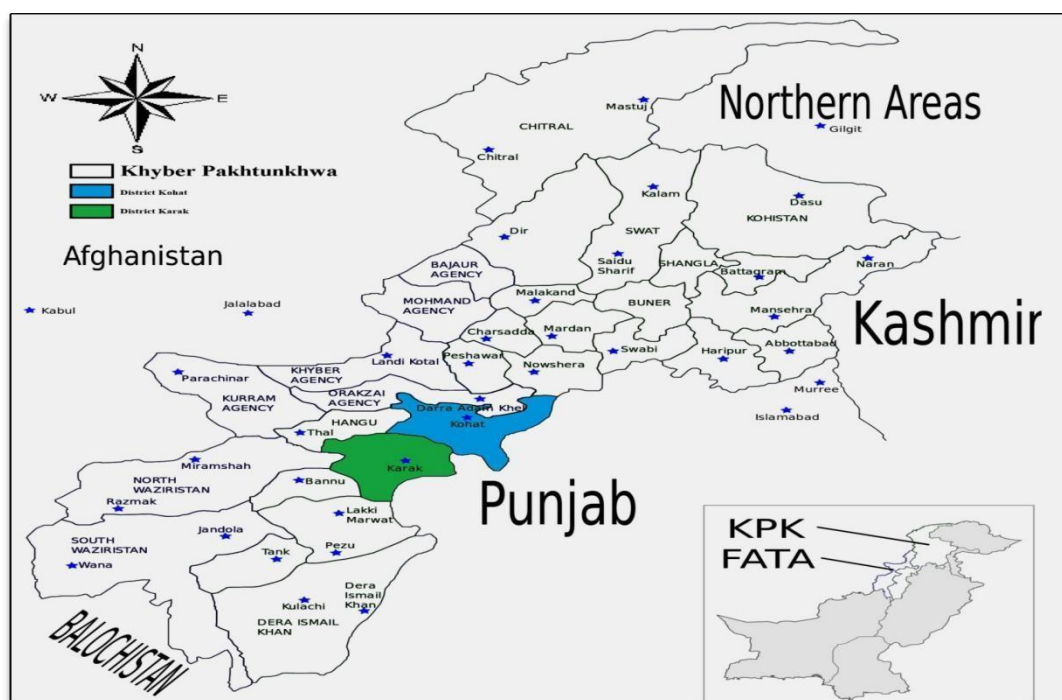 N
W
E
S
Khyber Pakhtunkhwa
District Kohat
District Karak
Northern Areas
Mastuj
Gilgit
CHITRAL
Chitral
Kalam
Dasu
KOHISTAN
Dir
SWAT
Afghanistan
Saidu
Sharif
SHANGLA
Naran
BAJAUR
AGENCY
Battagram
Malakand
MOHMAND
AGENCY
BUNER
Kabul
Jalalabad
Mansehra
Kashmir
Charsadda
Mardan
Swabi
Haripur
Abbottabad
Landi Kotal
Peshawar
Nowshera
KHYBER
AGENCY
Parachinar
Murree
KURRAM
AGENCY
ORAKZAI
AGENCY
Darra Adam Khel
Islamabad
Kohat
HANGU
Thal
Miramshah
Karak
NORTH
WAZIRISTAN
Bannu
Punjab
Razmak
Lakki
Marwat
Jandola
SOUTH
WAZIRISTAN
Pezu
Tank
Wana
Dera
Ismail
Khan
Kulachi
DERA ISMAIL
KHAN
BALOCHISTAN
KPK
FATA